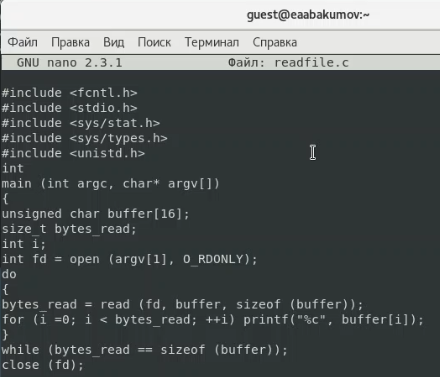 guest@eaabakumov:~
Файл Правка Вид Поиск Терминал Справка
GNU nano 2.3.1 Файл: readfile.c
#include <fcntl.h>
#include <stdio.h>
#include <sys/stat.h>
#include <sys/types.h>
#include <unistd.h>
int
main (int argc, char* argv[])
{
unsigned char buffer[16];
size_t bytes_read;
int i;
int fd = open (argv[1], O_RDONLY);
do
{
bytes_read = read (fd, buffer, sizeof (buffer));
for (i =0; i < bytes_read; ++i) printf("%c", buffer[i]);
}
while (bytes_read == sizeof (buffer));
close (fd);